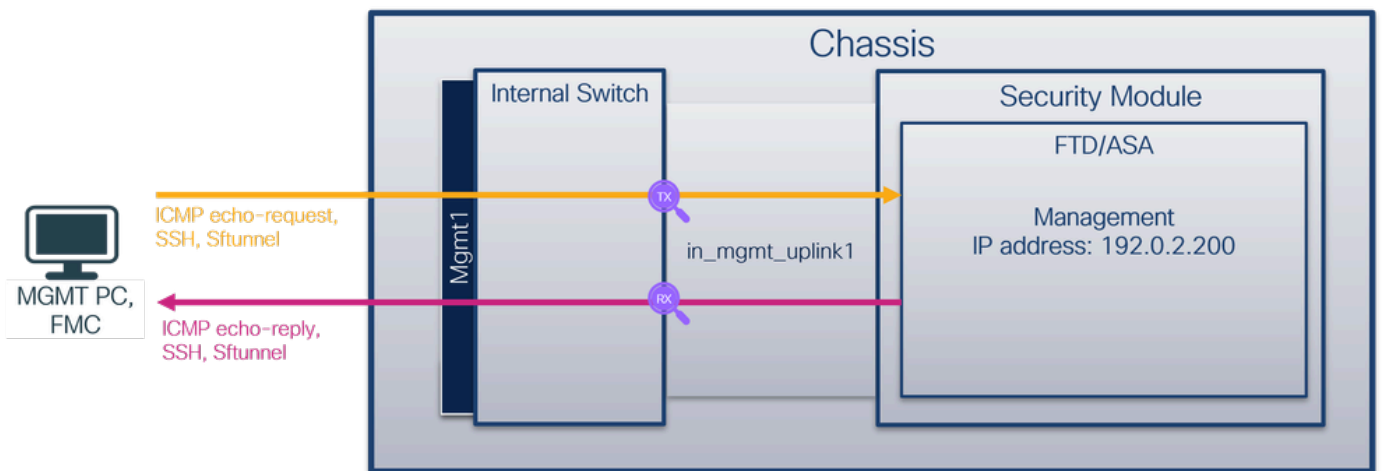 Chassis
Internal Switch
Security Module
FTD/ASA
Management
IP address: 192.0.2.200
Mgmt1
TX
in_mgmt_uplink1
RX
ICMP echo-request,
SSH, Sftunnel
MGMT PC,
FMC
ICMP echo-reply,
SSH, Sftunnel